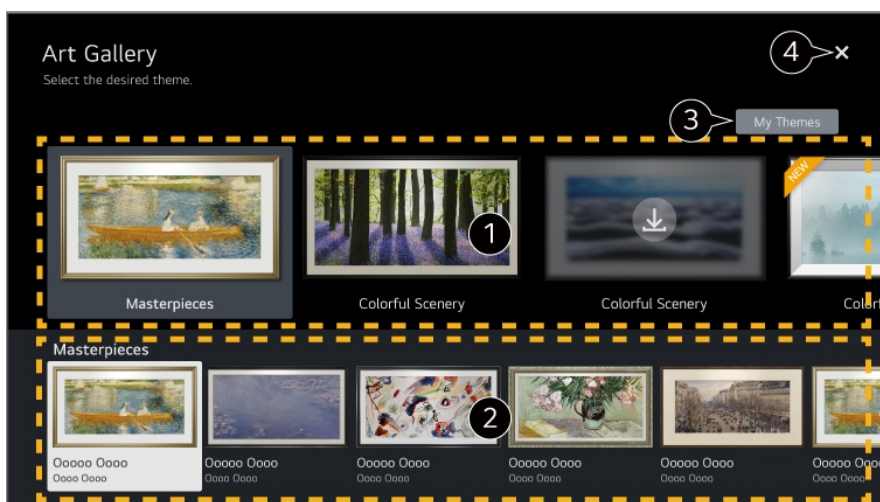 Art Gallery
Select the desired theme.
4
3
My Themes
NEW
1
Masterpieces
Colorful Scenery
Colorful Scenery
Masterpieces
2
Ooooo Oooo
Ooooo Oooo
Ooooo Oooo
Ooooo Oooo
Ooooo Oooo
Oooo Oooo
Oooo Oooo
Oooo Oooo
Oooo Oooo
Oooo Oooo
Oooo Oooo